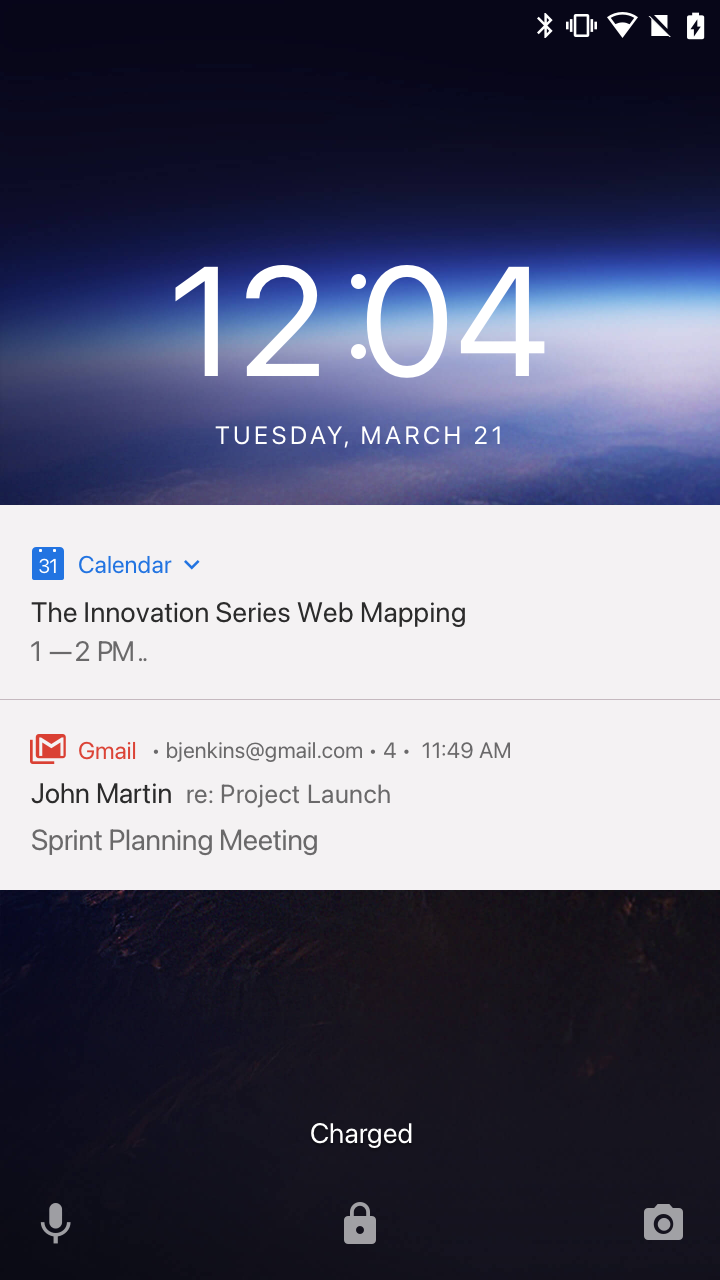 12:04
TUESDAY, MARCH 21
31 Calendar
The Innovation Series Web Mapping
1 —2 PM..
Gmail • bjenkins@gmail.com • 4 • 11:49 AM
John Martin re: Project Launch
Sprint Planning Meeting
Charged